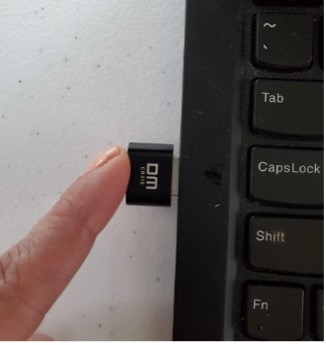 ~
`
Tab
DM
CapsLock
Shift
Fn